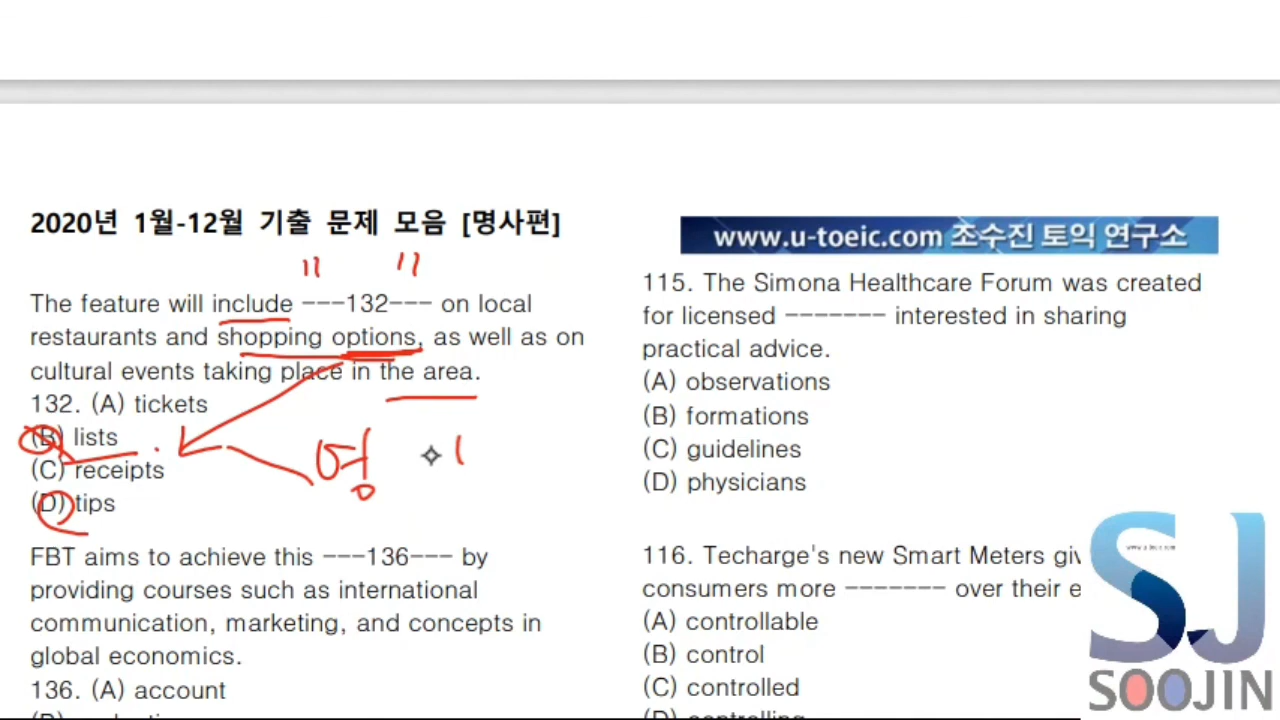 2020년 1월-12월 기출 문제 모음 [명사편]
The feature will include ---132--- on local
restaurants and shopping options, as well as on
cultural events taking place in the area.
132. (A) tickets
(B) lists
(C) receipts
(D) tips
명
FBT aims to achieve this ---136--- by
providing courses such as international
communication, marketing, and concepts in
global economics.
136. (A) account
www.u-toeic.com 조수진 토익 연구소
115. The Simona Healthcare Forum was created
for licensed ------- interested in sharing
practical advice.
(A) observations
(B) formations
(C) guidelines
(D) physicians
116. Techarge's new Smart Meters giv
consumers more ------- over their e
(A) controllable
(B) control
(C) controlled
(D) controlling
SJ
SOOJIN